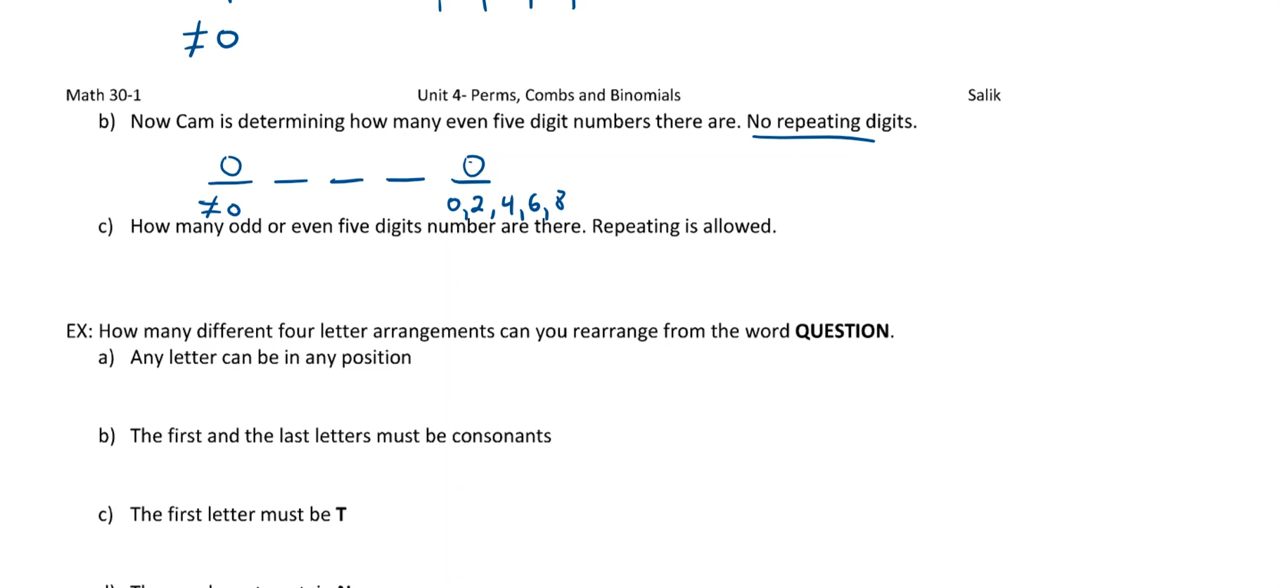 ≠0
Math 30-1 Unit 4- Perms, Combs and Binomials Salik
b) Now Cam is determining how many even five digit numbers there are. No repeating digits.
0 _ _ _ 0
≠0 0,2,4,6,8
c) How many odd or even five digits number are there. Repeating is allowed.
EX: How many different four letter arrangements can you rearrange from the word QUESTION.
a) Any letter can be in any position
b) The first and the last letters must be consonants
c) The first letter must be T